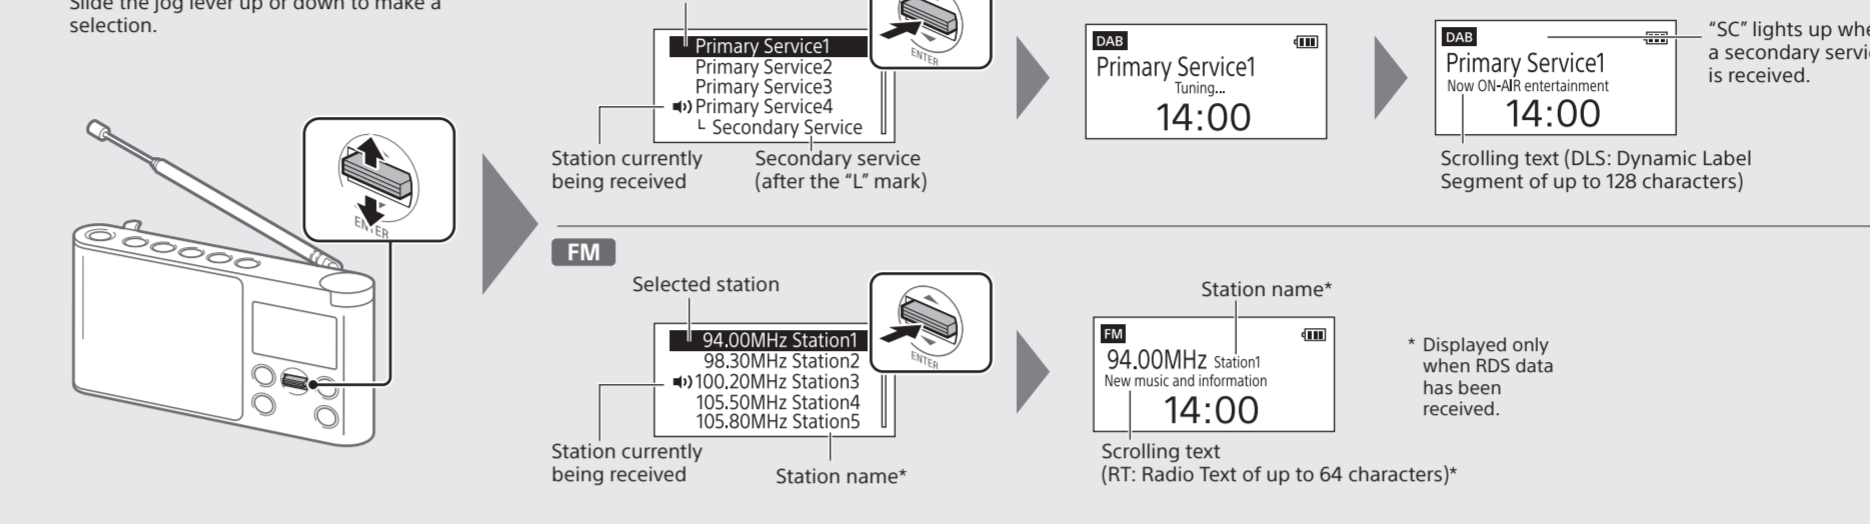 Slide the jog lever up or down to make a
selection.
ENTER
Primary Service1
Primary Service2
Primary Service3
Primary Service4
└ Secondary Service
ENTER
Station currently
being received
Secondary service
(after the “L” mark)
DAB
Primary Service1
Tuning...
14:00
DAB
Primary Service1
Now ON-AIR entertainment
14:00
“SC” lights up
a secondary
is received.
Scrolling text (DLS: Dynamic Label
Segment of up to 128 characters)
FM
Selected station
94.00MHz Station1
98.30MHz Station2
100.20MHz Station3
105.50MHz Station4
105.80MHz Station5
ENTER
Station currently
being received
Station name*
Station name*
FM
94.00MHz Station1
New music and information
14:00
Scrolling text
(RT: Radio Text of up to 64 characters)*
* Displayed only
when RDS data
has been
received.